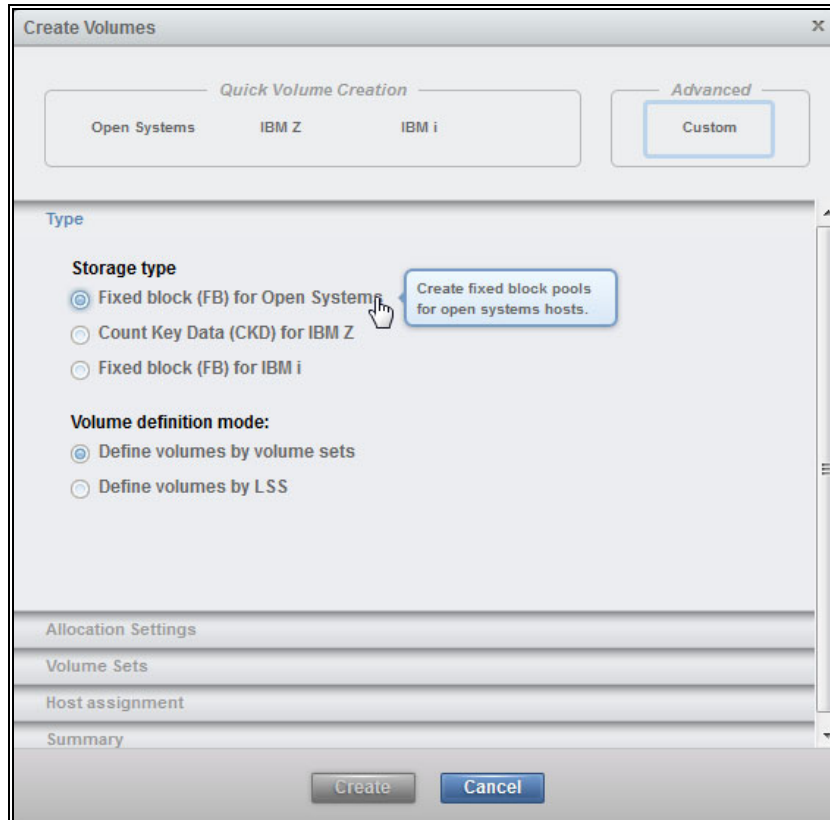 Create Volumes x
Quick Volume Creation
Advanced
Open Systems IBM Z IBM i
Custom
Type
Storage type
Fixed block (FB) for Open Systems
Create fixed block pools
for open systems hosts.
Count Key Data (CKD) for IBM Z
Fixed block (FB) for IBM i
Volume definition mode:
Define volumes by volume sets
Define volumes by LSS
Allocation Settings
Volume Sets
Host assignment
Summary
Create Cancel